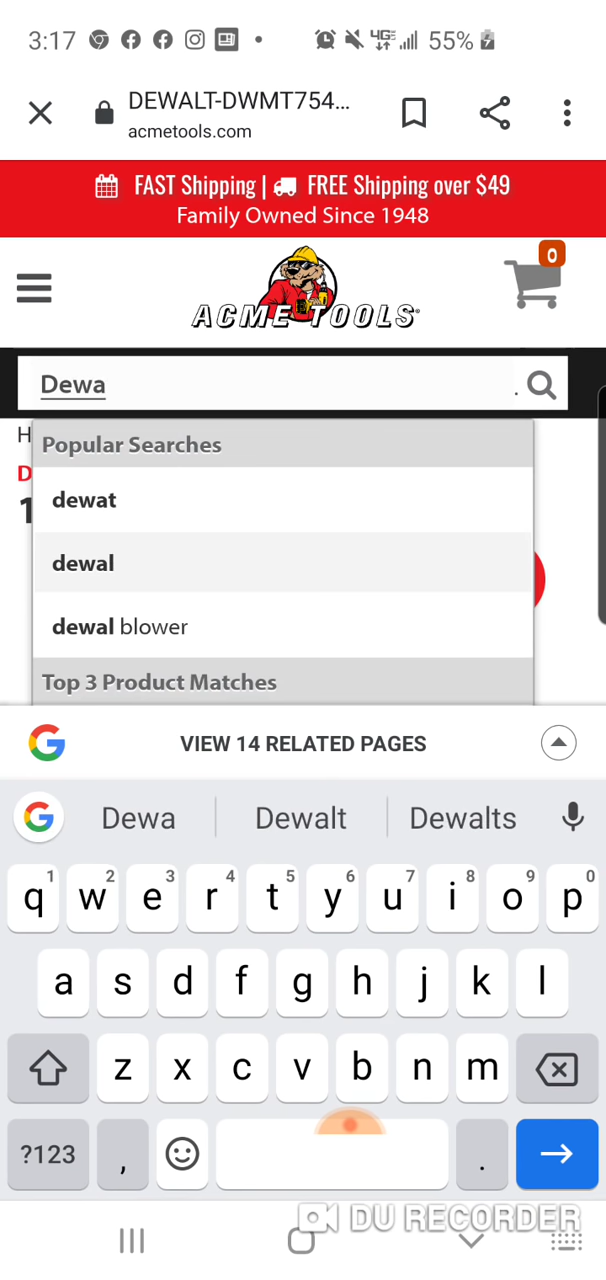 3:17 4GE 55%
DEWALT-DWMT754...
acmetools.com
FAST Shipping | FREE Shipping over $49
Family Owned Since 1948
ACME TOOLS
0
Dewa .
H
Popular Searches
D
dewat
1
dewal
dewal blower
Top 3 Product Matches
G VIEW 14 RELATED PAGES
G Dewa Dewalt Dewalts
1 2 3 4 5 6 7 8 9 0
q w e r t y u i o p
a s d f g h j k l
z x c v b n m
?123 , .
DU RECORDER